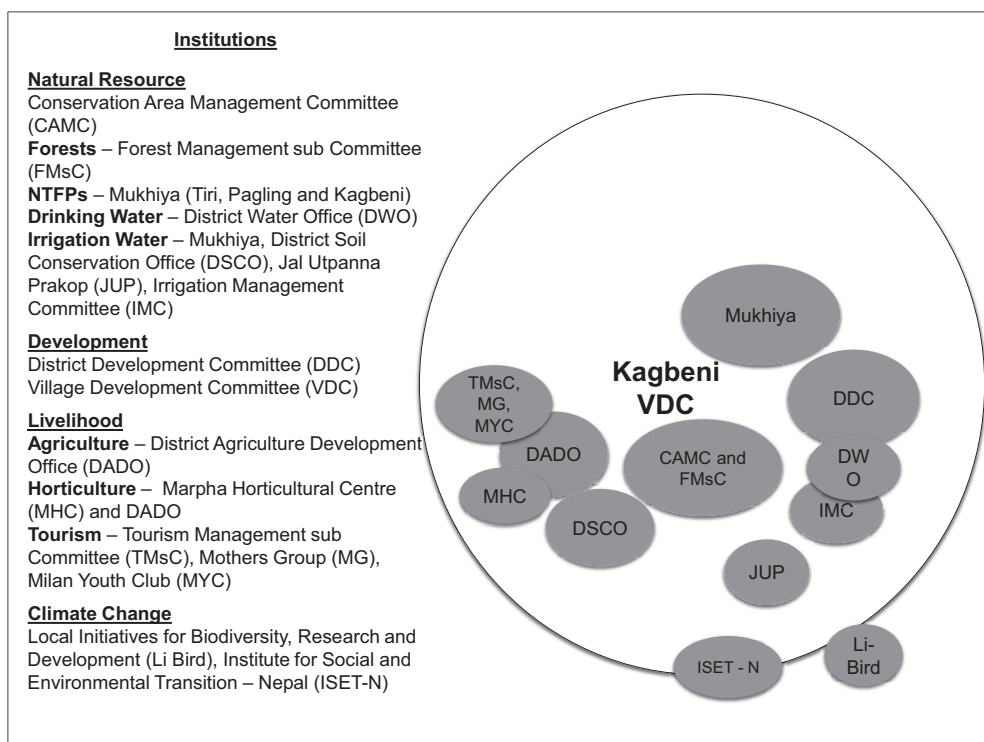 Institutions
Natural Resource
Conservation Area Management Committee
(CAMC)
Forests – Forest Management sub Committee
(FMsC)
NTFPs – Mukhiya (Tiri, Pagling and Kagbeni)
Drinking Water – District Water Office (DWO)
Irrigation Water – Mukhiya, District Soil
Conservation Office (DSCO), Jal Utpanna
Prakop (JUP), Irrigation Management
Committee (IMC)
Development
District Development Committee (DDC)
Village Development Committee (VDC)
Livelihood
Agriculture – District Agriculture Development
Office (DADO)
Horticulture – Marpha Horticultural Centre
(MHC) and DADO
Tourism – Tourism Management sub
Committee (TMsC), Mothers Group (MG),
Milan Youth Club (MYC)
Climate Change
Local Initiatives for Biodiversity, Research and
Development (Li Bird), Institute for Social and
Environmental Transition – Nepal (ISET-N)
Mukhiya
Kagbeni
VDC
DDC
TMsC,
MG,
MYC
DADO
CAMC and
FMsC
DW
O
MHC
IMC
DSCO
JUP
ISET - N
Li-
Bird